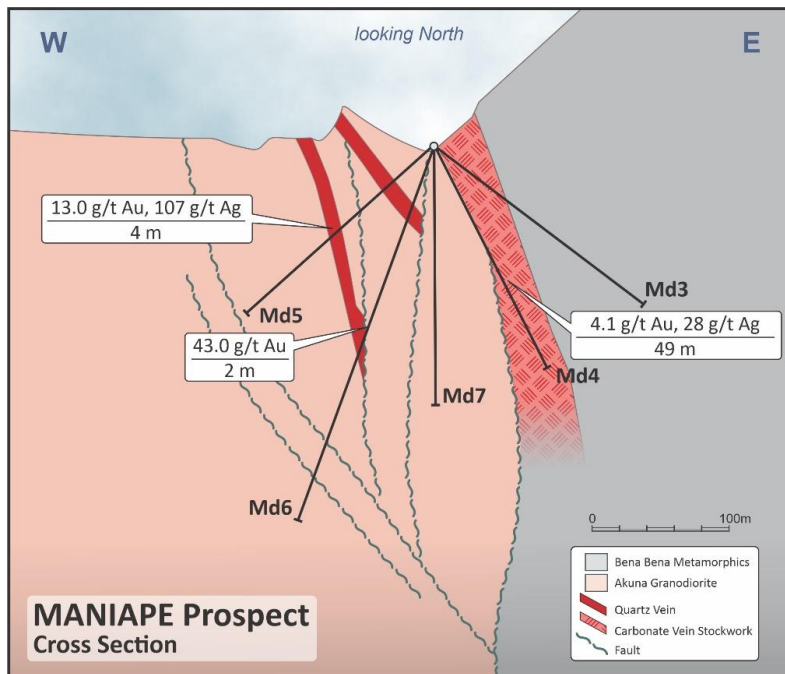 W
looking North
E
13.0 g/t Au, 107 g/t Ag
4 m
Md3
Md5
4.1 g/t Au, 28 g/t Ag
49 m
43.0 g/t Au
2 m
Md4
Md7
Md6
0
100m
Bena Bena Metamorphics
Akuna Granodiorite
Quartz Vein
Carbonate Vein Stockwork
Fault
MANIAPE Prospect
Cross Section